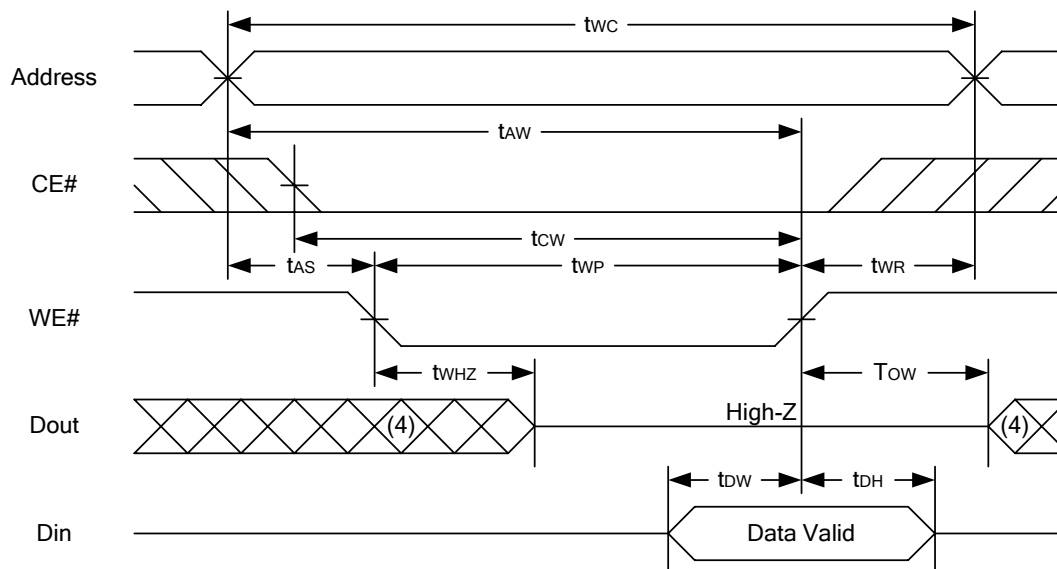 tWC
Address
tAW
CE#
tCW
tAS
tWP
tWR
WE#
tWHZ
TOW
Dout
(4)
High-Z
(4)
tDW
tDH
Din
Data Valid